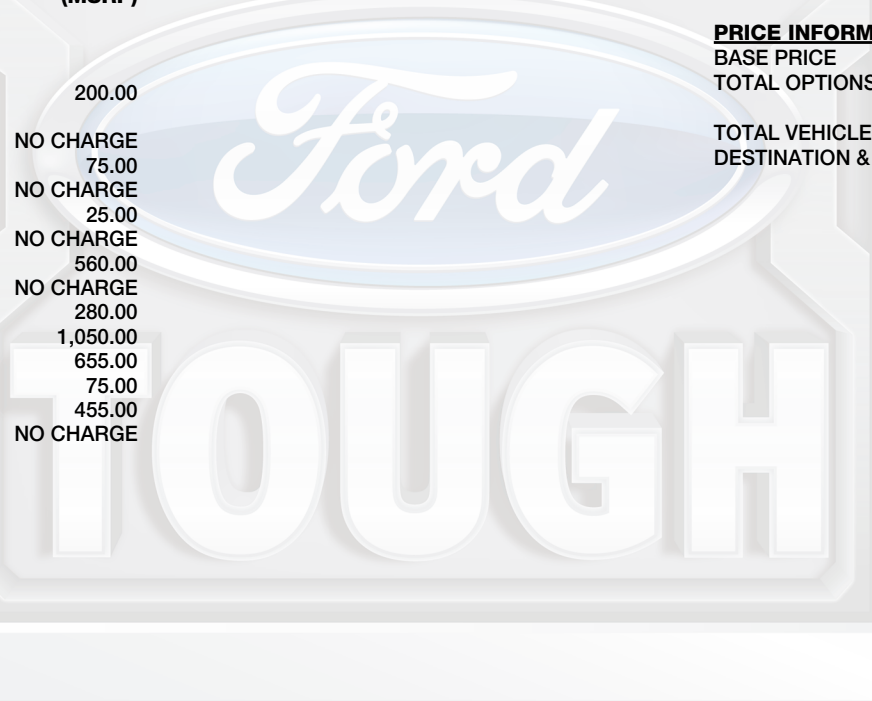 (MSRP)
200.00
NO CHARGE
75.00
NO CHARGE
25.00
NO CHARGE
560.00
NO CHARGE
280.00
1,050.00
655.00
75.00
455.00
NO CHARGE
PRICE INFORM
BASE PRICE
TOTAL OPTIONS
TOTAL VEHICLE
DESTINATION &
Ford
TOUGH